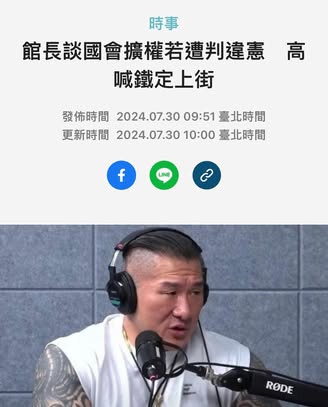 時事
館長談國會擴權若遭判違憲　高
喊鐵定上街
發佈時間 2024.07.30 09:51 臺北時間
更新時間 2024.07.30 10:00 臺北時間
LINE
RØDE